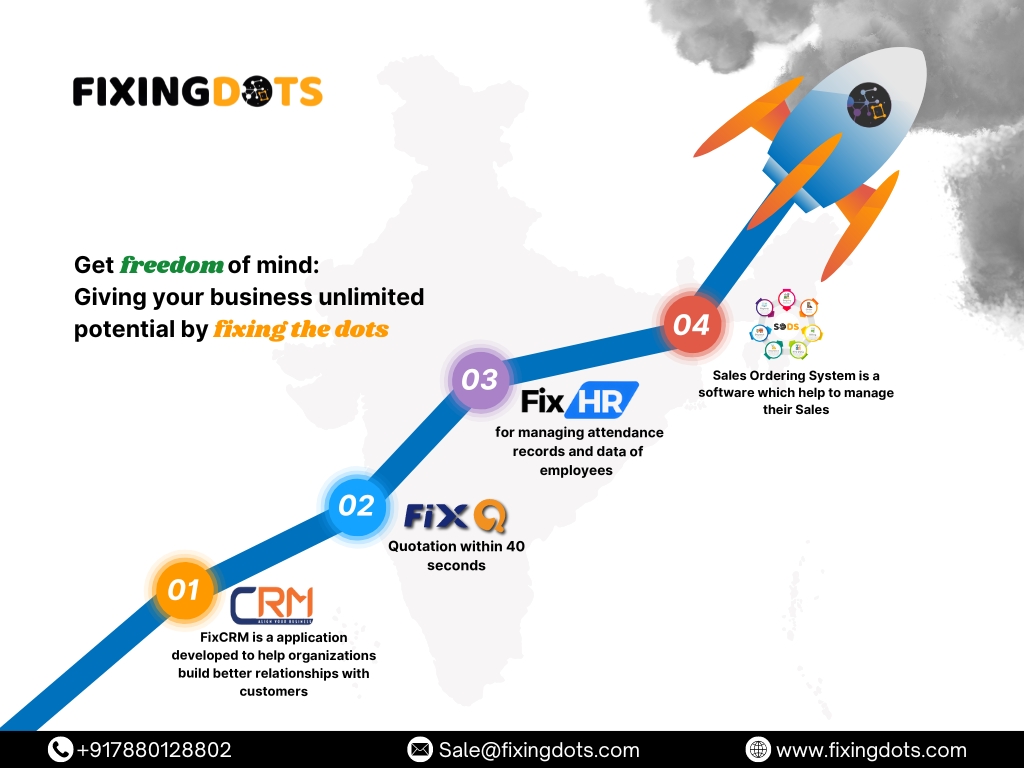 FIXINGDOTS
Get freedom of mind:
Giving your business unlimited
potential by fixing the dots
01
CRM
ALIGN YOUR BUSINESS
FixCRM is a application
developed to help organizations
build better relationships with
customers
02
FiX Q
Quotation within 40
seconds
03
Fix HR
for managing attendance
records and data of
employees
04
SODS
Sales Ordering System is a
software which help to manage
their Sales
+917880128802
Sale@fixingdots.com
www.fixingdots.com